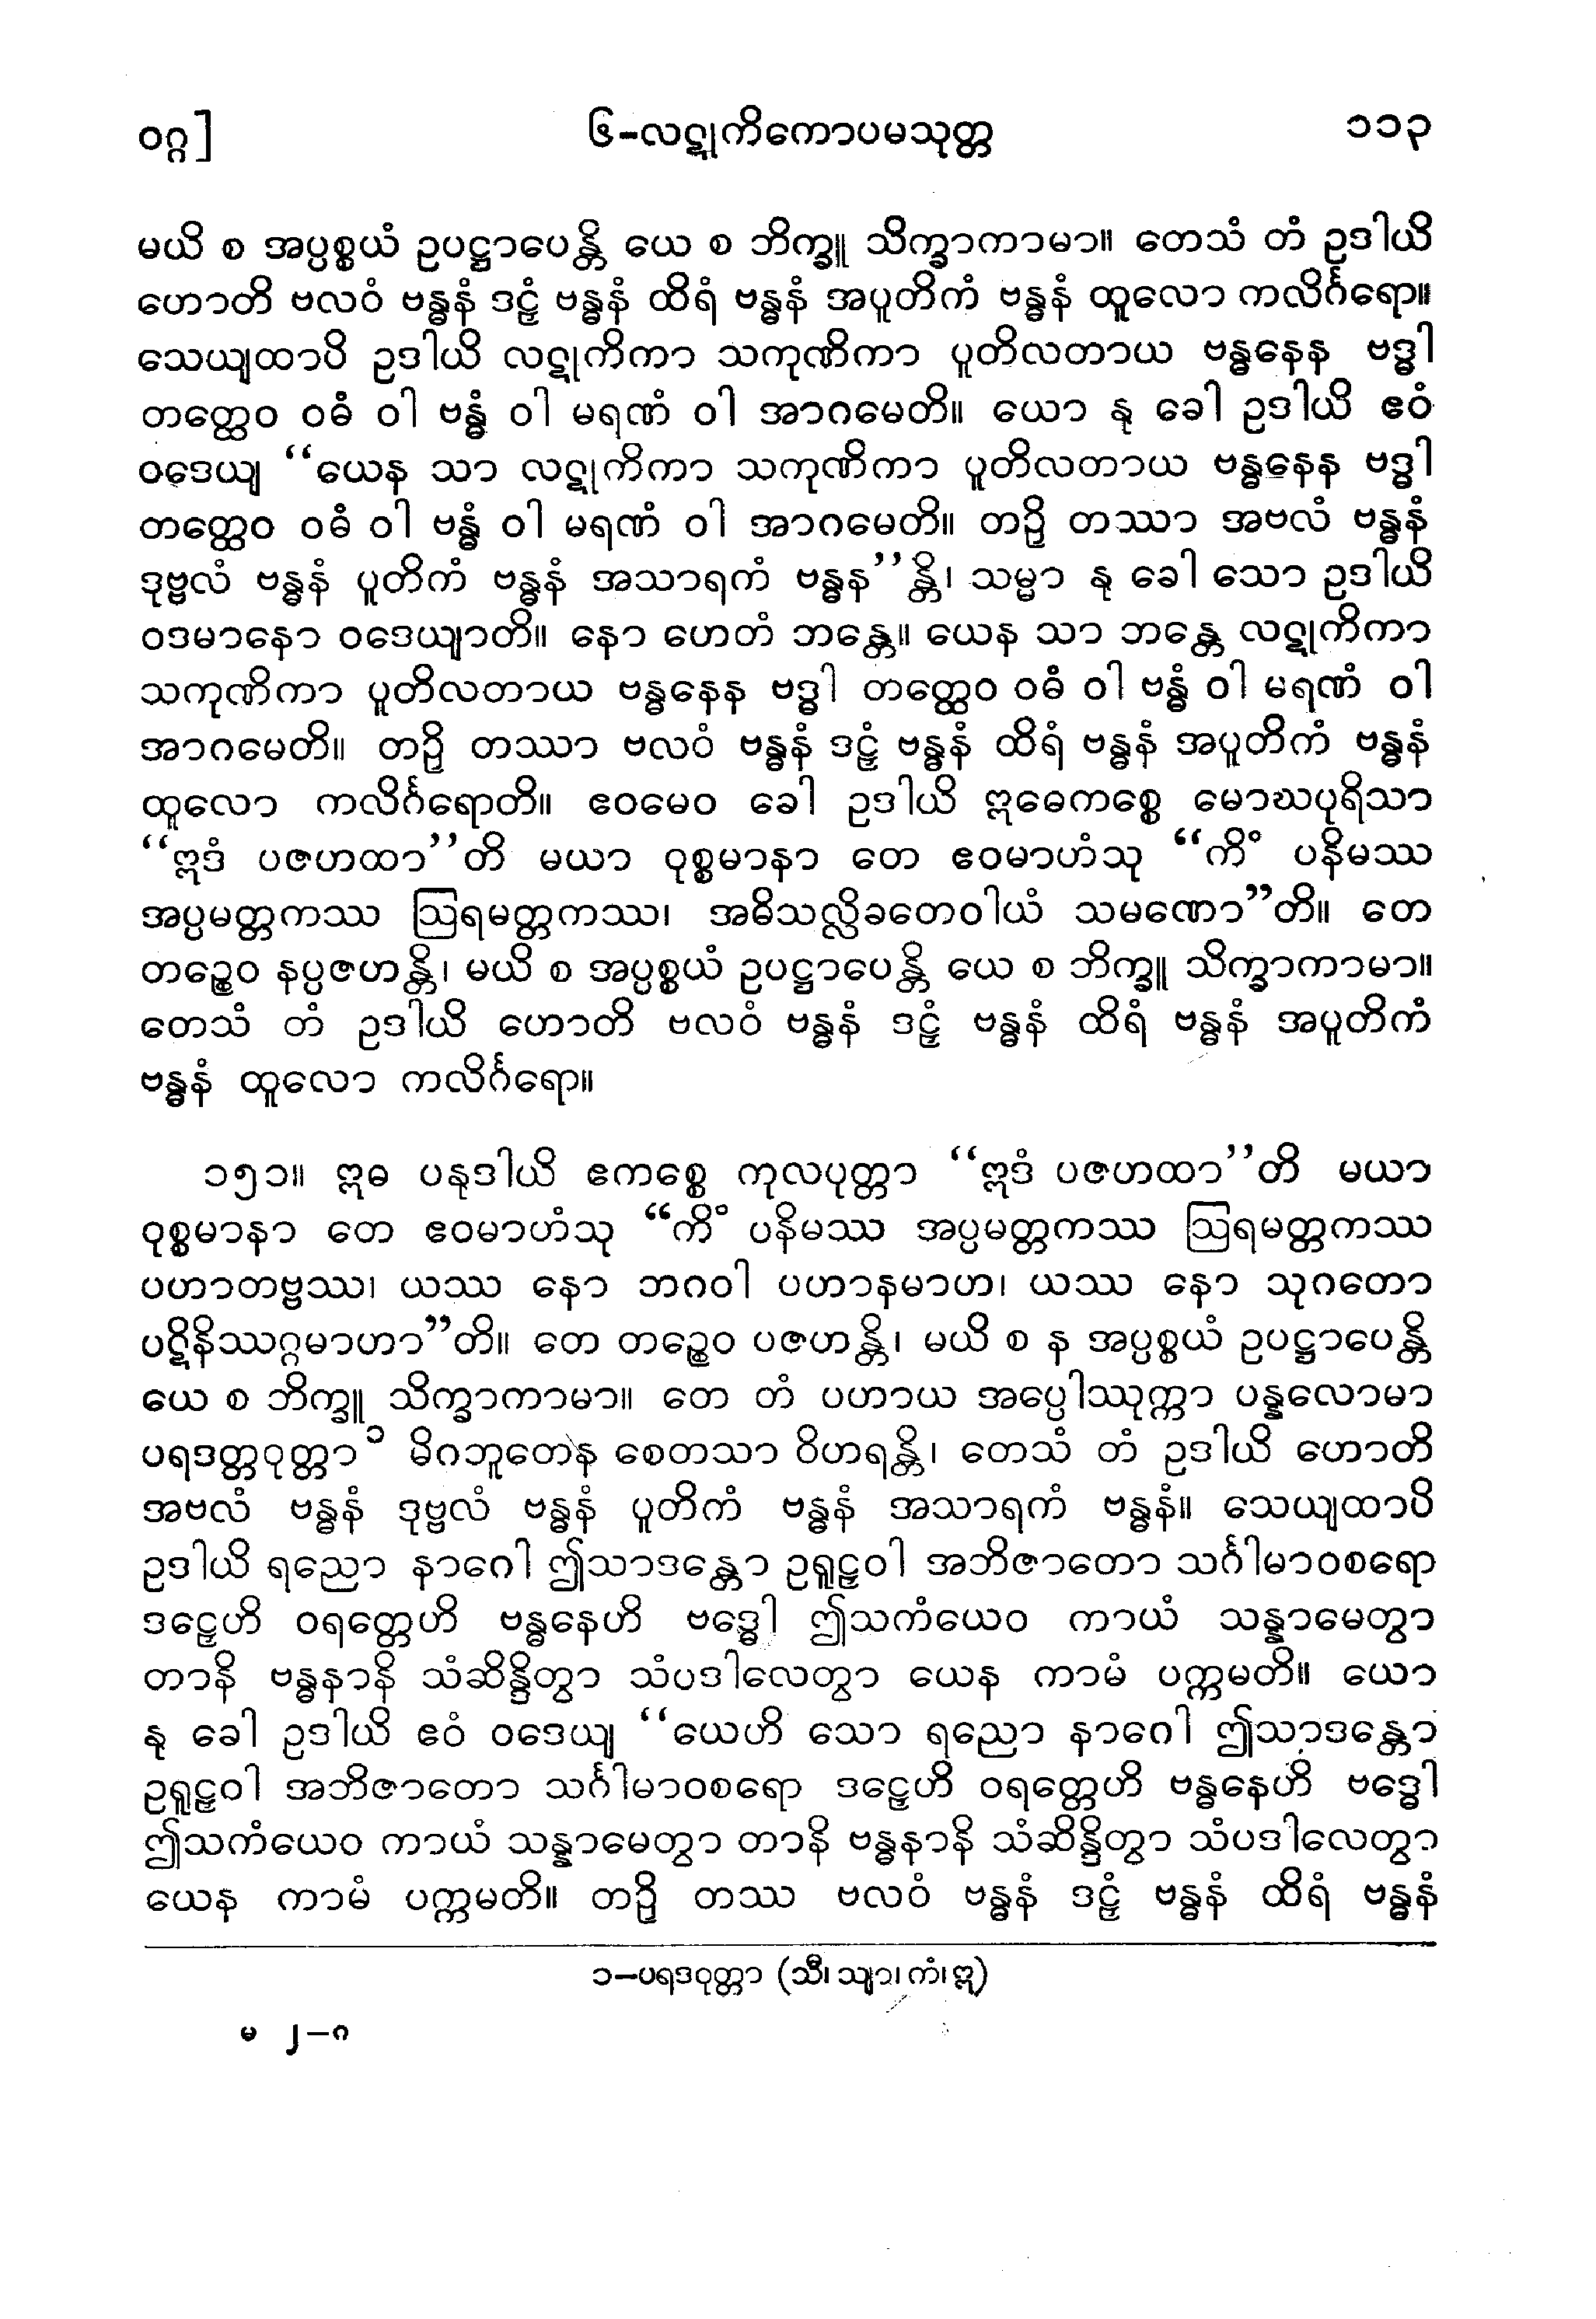 ဝဂ္ဂ]
၆-လဋုကိကောပမသုတ္တ
၁၁၃
မယိ စ အပ္ပစ္စယံ ဥပဋ္ဌာပေန္တိ ယေ စ ဘိက္ခူ သိက္ခာကာမာ။ တေသံ တံ ဥဒါယိ
ဟောတိ ဗလဝံ ဗန္ဓနံ ဒဠှံ ဗန္ဓနံ ထိရံ ဗန္ဓနံ အပူတိကံ ဗန္ဓနံ ထူလော ကလိင်္ဂရော။
သေယျထာပိ ဥဒါယိ လဋုကိကာ သကုဏိကာ ပူတိလတာယ ဗန္ဓနေန ဗဒ္ဓါ
တတ္ထေဝ ဝဓံ ဝါ ဗန္ဓံ ဝါ မရဏံ ဝါ အာဂမေတိ။ ယော နု ခေါ ဥဒါယိ ဧဝံ
ဝဒေယျ “ယေန သာ လဋုကိကာ သကုဏိကာ ပူတိလတာယ ဗန္ဓနေန ဗဒ္ဓါ
တတ္ထေဝ ဝဓံ ဝါ ဗန္ဓံ ဝါ မရဏံ ဝါ အာဂမေတိ။ တဉှိ တဿာ အဗလံ ဗန္ဓနံ
ဒုဗ္ဗလံ ဗန္ဓနံ ပူတိကံ ဗန္ဓနံ အသာရကံ ဗန္ဓန”န္တိ၊ သမ္မာ နု ခေါ သော ဥဒါယိ
ဝဒမာနော ဝဒေယျာတိ။ နော ဟေတံ ဘန္တေ။ ယေန သာ ဘန္တေ လဋုကိကာ
သကုဏိကာ ပူတိလတာယ ဗန္ဓနေန ဗဒ္ဓါ တတ္ထေဝ ဝဓံ ဝါ ဗန္ဓံ ဝါ မရဏံ ဝါ
အာဂမေတိ။ တဉှိ တဿာ ဗလဝံ ဗန္ဓနံ ဒဠှံ ဗန္ဓနံ ထိရံ ဗန္ဓနံ အပူတိကံ ဗန္ဓနံ
ထူလော ကလိင်္ဂရောတိ။ ဧဝမေဝ ခေါ ဥဒါယိ ဣဓေကစ္စေ မောဃပုရိသာ
“ဣဒံ ပဇဟထာ”တိ မယာ ဝုစ္စမာနာ တေ ဧဝမာဟံသု “ကိံ ပနိမဿ
အပ္ပမတ္တကဿ ဩရမတ္တကဿ၊ အဓိသလ္လိခတေဝါယံ သမဏော”တိ။ တေ
တဉ္စေဝ နပ္ပဇဟန္တိ၊ မယိ စ အပ္ပစ္စယံ ဥပဋ္ဌာပေန္တိ ယေ စ ဘိက္ခူ သိက္ခာကာမာ။
တေသံ တံ ဥဒါယိ ဟောတိ ဗလဝံ ဗန္ဓနံ ဒဠှံ ဗန္ဓနံ ထိရံ ဗန္ဓနံ အပူတိကံ
ဗန္ဓနံ ထူလော ကလိင်္ဂရော။
၁၅၁။ ဣဓ ပနုဒါယိ ဧကစ္စေ ကုလပုတ္တာ “ဣဒံ ပဇဟထာ”တိ မယာ
ဝုစ္စမာနာ တေ ဧဝမာဟံသု “ကိံ ပနိမဿ အပ္ပမတ္တကဿ ဩရမတ္တကဿ
ပဟာတဗ္ဗဿ၊ ယဿ နော ဘဂဝါ ပဟာနမာဟ၊ ယဿ နော သုဂတော
ပဋိနိဿဂ္ဂမာဟာ”တိ။ တေ တဉ္စေဝ ပဇဟန္တိ၊ မယိ စ န အပ္ပစ္စယံ ဥပဋ္ဌာပေန္တိ
ယေ စ ဘိက္ခူ သိက္ခာကာမာ။ တေ တံ ပဟာယ အပ္ပေါဿုက္ကာ ပန္နလောမာ
ပရဒတ္တဝုတ္တာ ၁ မိဂဘူတေန စေတသာ ဝိဟရန္တိ၊ တေသံ တံ ဥဒါယိ ဟောတိ
အဗလံ ဗန္ဓနံ ဒုဗ္ဗလံ ဗန္ဓနံ ပူတိကံ ဗန္ဓနံ အသာရကံ ဗန္ဓနံ။ သေယျထာပိ
ဥဒါယိ ရညော နာဂေါ ဤသာဒန္တော ဥရူဠှဝါ အဘိဇာတော သင်္ဂါမာဝစရော
ဒဠှေဟိ ဝရတ္တေဟိ ဗန္ဓနေဟိ ဗဒ္ဓေါ ဤသကံယေဝ ကာယံ သန္နာမေတွာ
တာနိ ဗန္ဓနာနိ သံဆိန္ဒိတွာ သံပဒါလေတွာ ယေန ကာမံ ပက္ကမတိ။ ယော
နု ခေါ ဥဒါယိ ဧဝံ ဝဒေယျ “ယေဟိ သော ရညော နာဂေါ ဤသာဒန္တော
ဥရူဠှဝါ အဘိဇာတော သင်္ဂါမာဝစရော ဒဠှေဟိ ဝရတ္တေဟိ ဗန္ဓနေဟိ ဗဒ္ဓေါ
ဤသကံယေဝ ကာယံ သန္နာမေတွာ တာနိ ဗန္ဓနာနိ သံဆိန္ဒိတွာ သံပဒါလေတွာ
ယေန ကာမံ ပက္ကမတိ။ တဉှိ တဿ ဗလဝံ ဗန္ဓနံ ဒဠှံ ဗန္ဓနံ ထိရံ ဗန္ဓနံ
၁-ပရဒဝုတ္တာ (သီ၊ သျာ၊ ကံ၊ ဣ)
မ ၂-ဂ